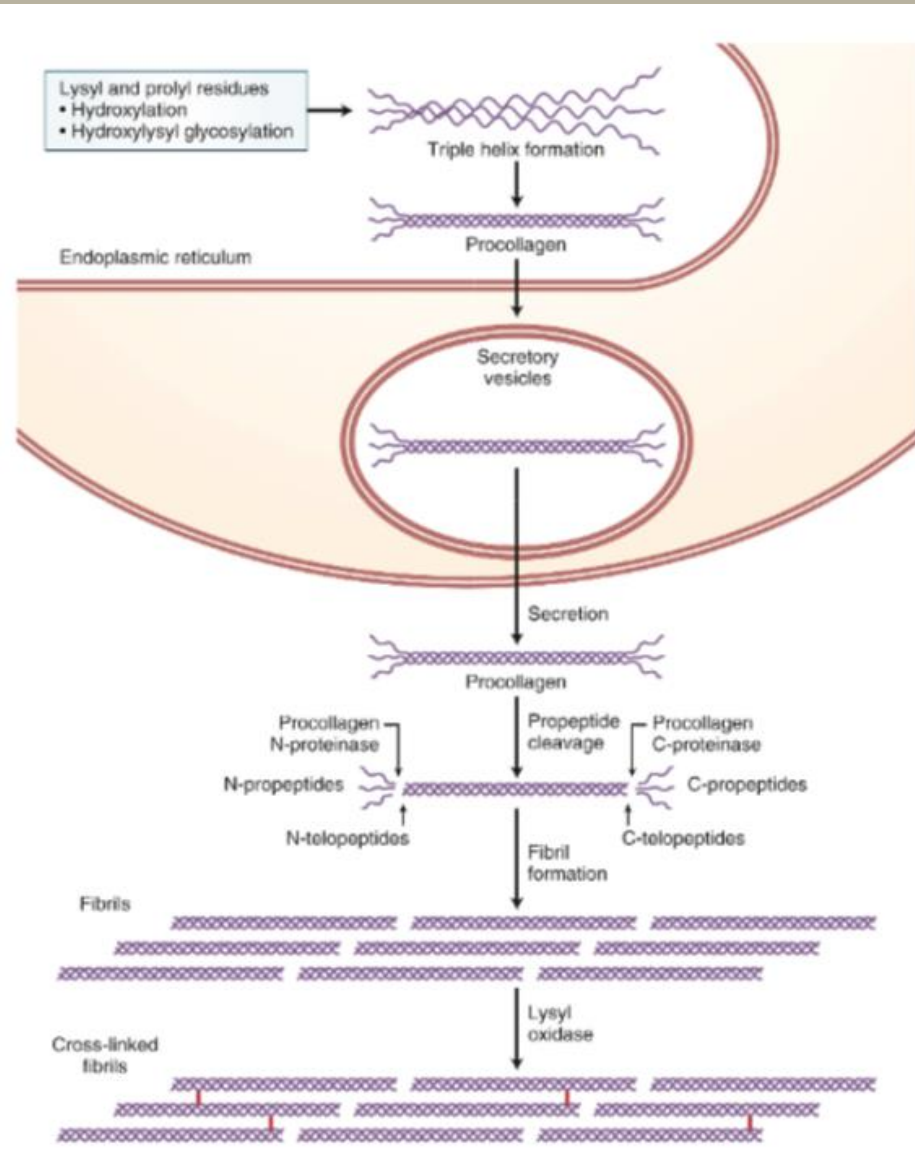 Lysyl and prolyl residues
• Hydroxylation
• Hydroxylysyl glycosylation
Triple helix formation
Procollagen
Endoplasmic reticulum
Secretory
vesicles
Secretion
Procollagen
Procollagen
N-proteinase
Propeptide
cleavage
Procollagen
C-proteinase
N-propeptides
C-propeptides
N-telopeptides
C-telopeptides
Fibril
formation
Fibrils
Lysyl
oxidase
Cross-linked
fibrils